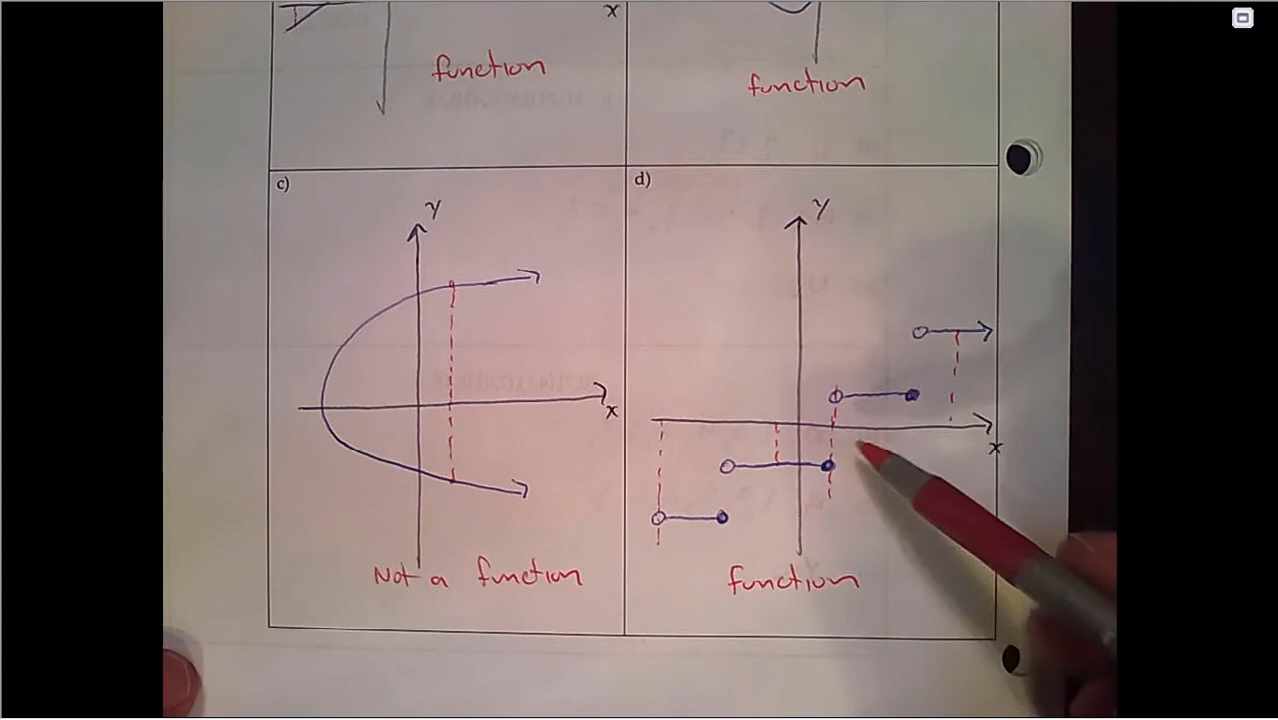 x
function
function
c)
y
x
Not a function
d)
y
x
function